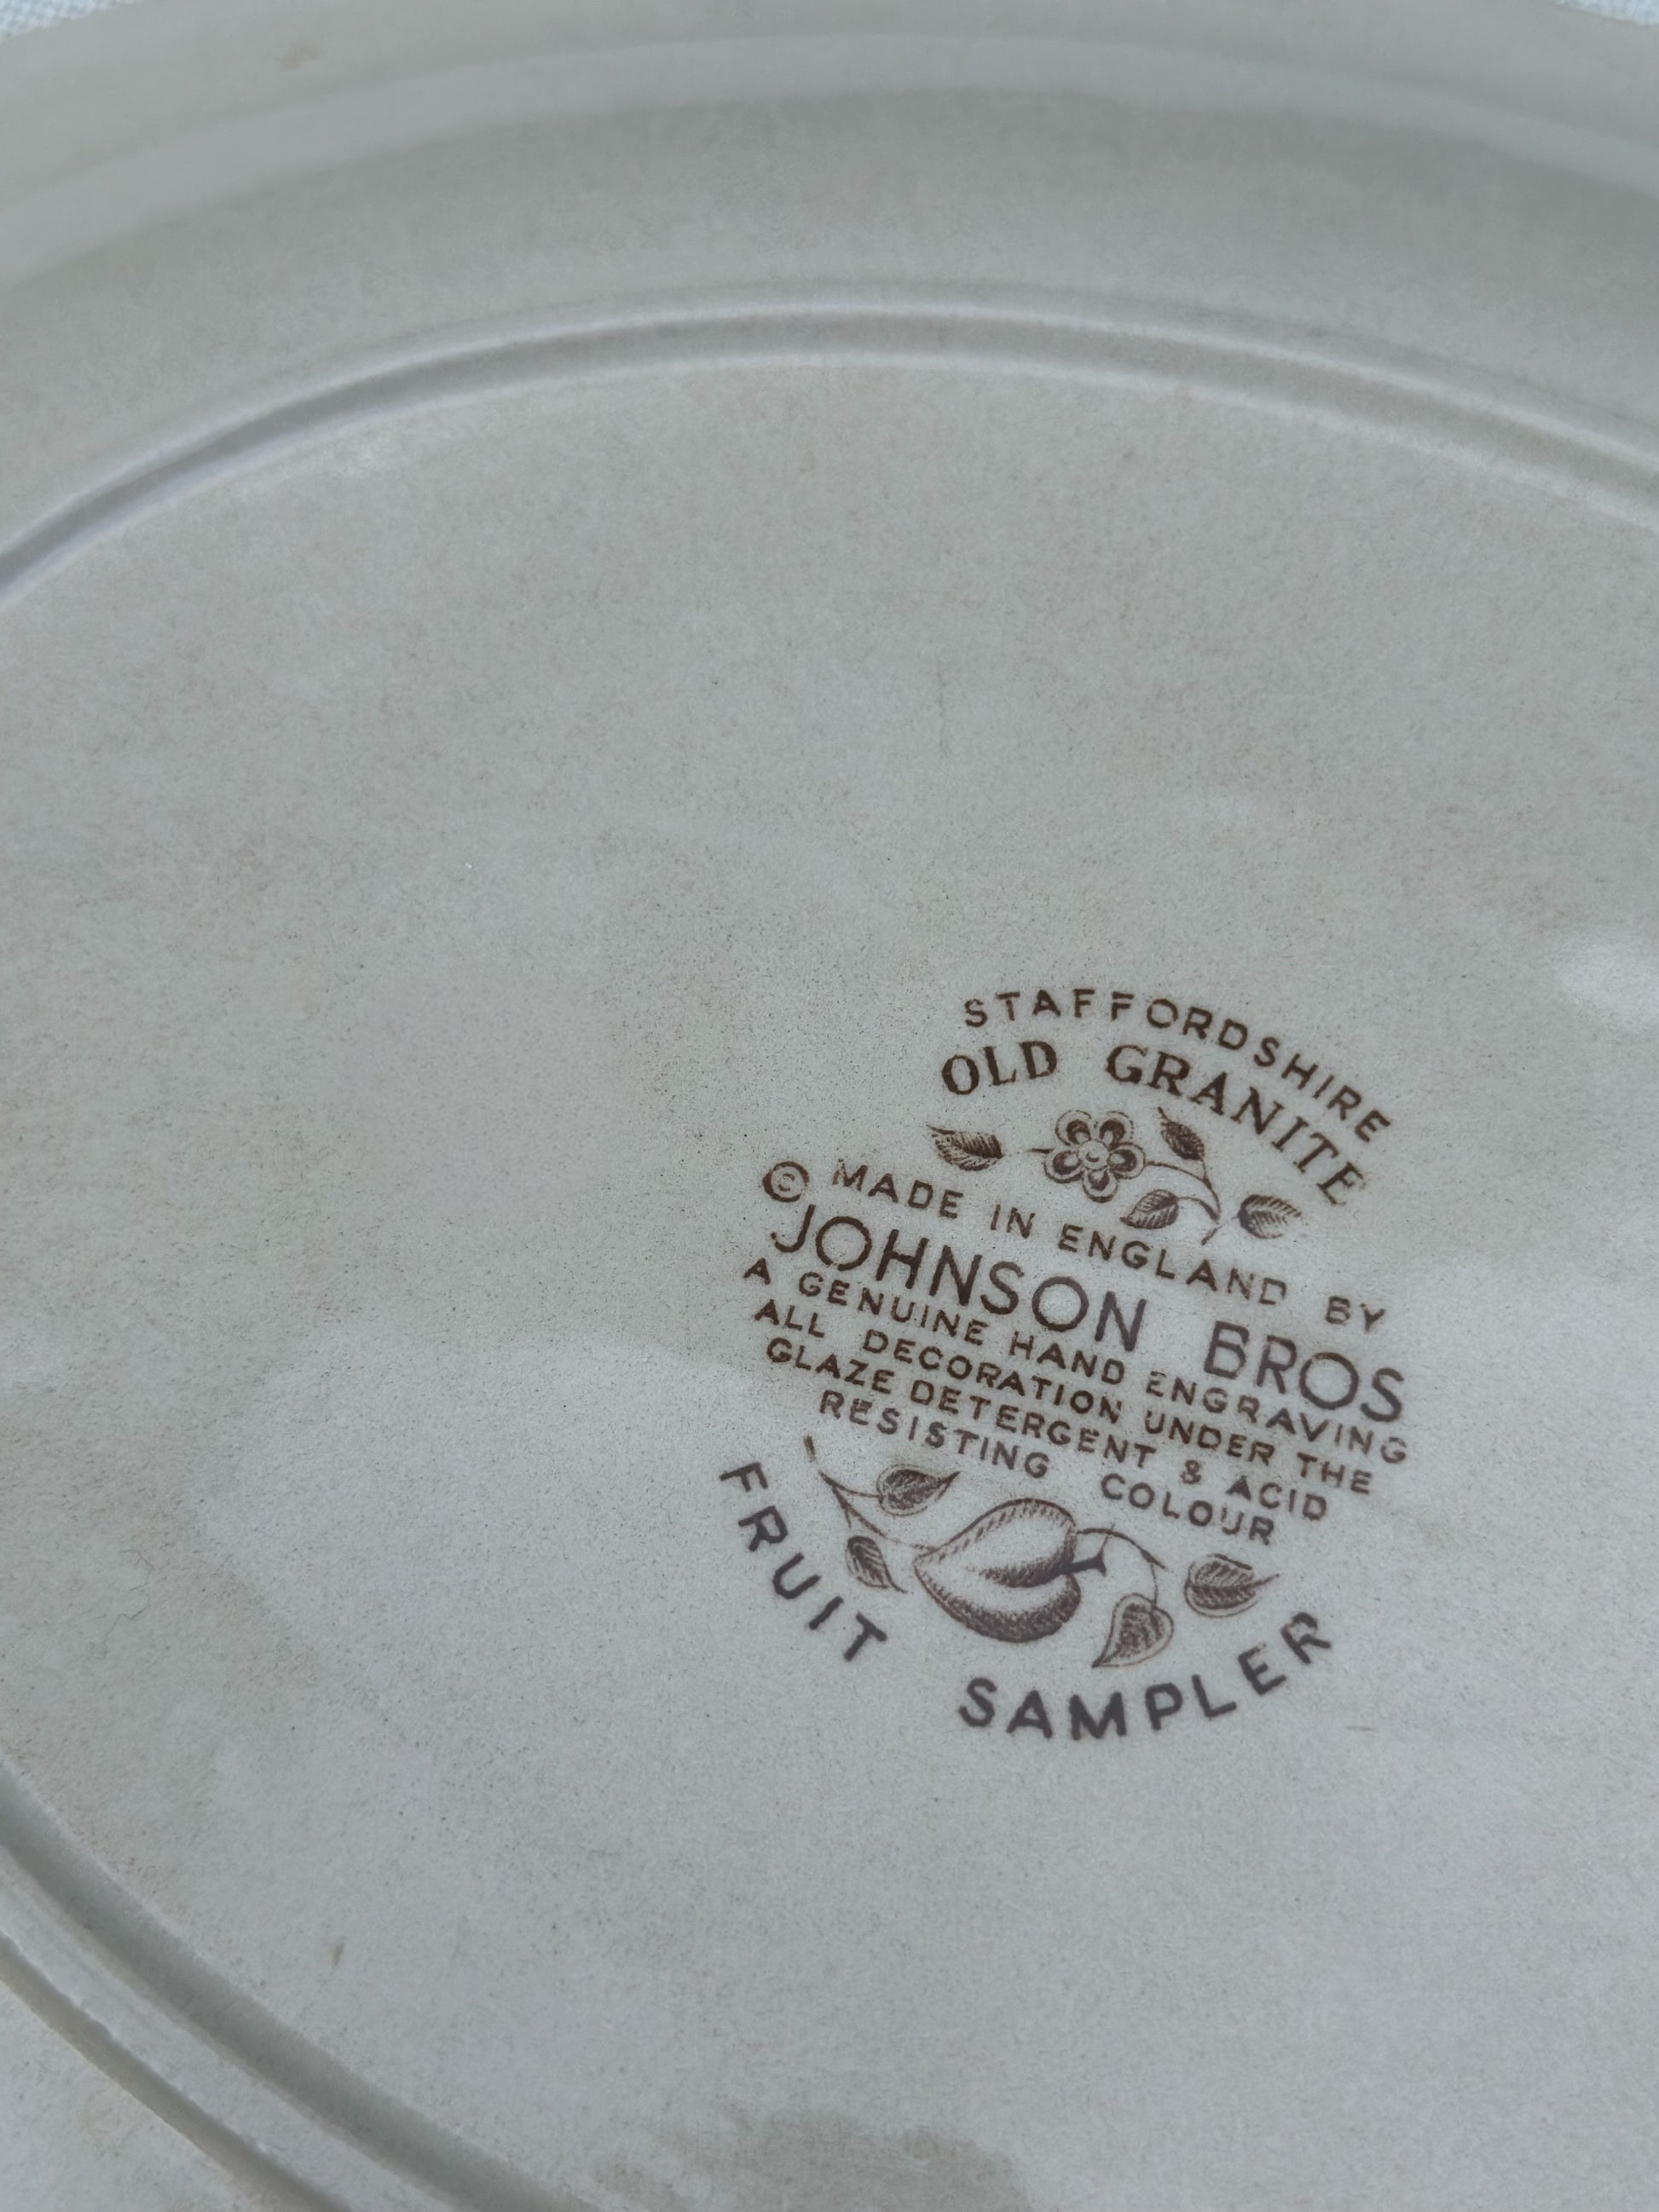 STAFFORDSHIRE
OLD GRANITE
© MADE IN ENGLAND BY
JOHNSON BROS
A GENUINE HAND ENGRAVING
ALL DECORATION UNDER THE
GLAZE DETERGENT & ACID
RESISTING COLOUR
FRUIT SAMPLER